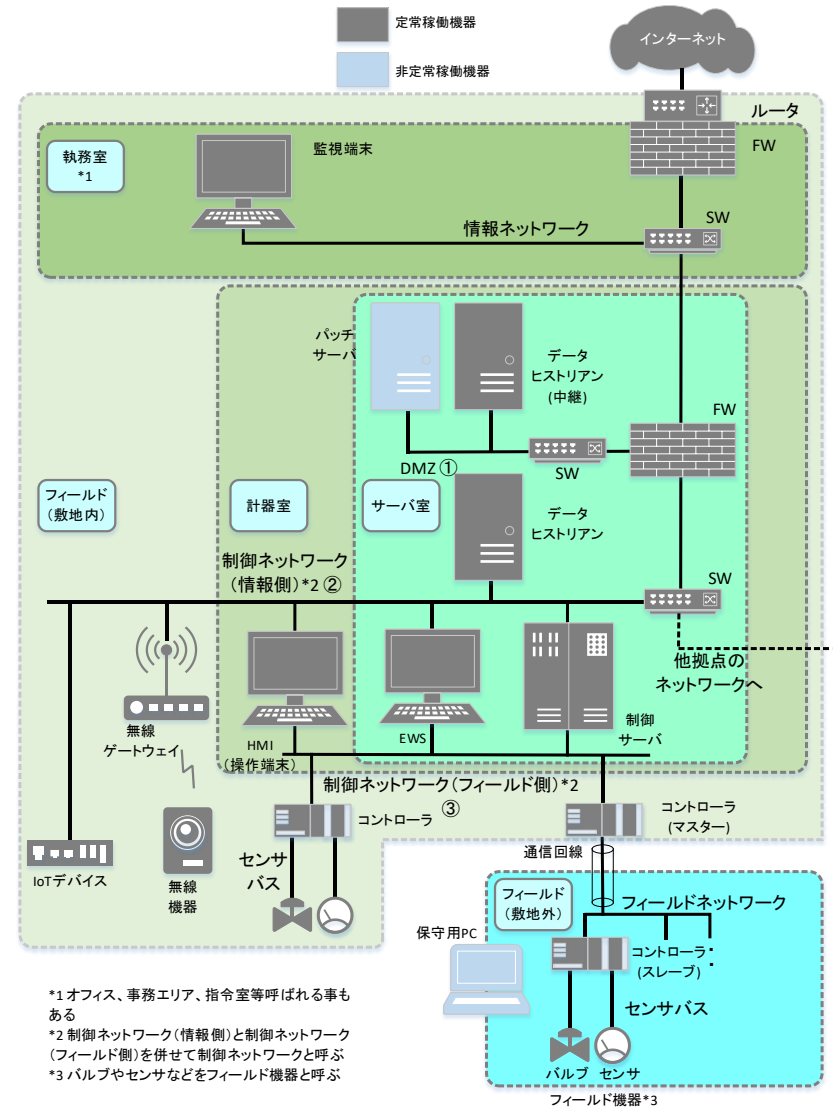 定常稼働機器
非定常稼働機器
インターネット
ルータ
FW
執務室
*1
監視端末
SW
情報ネットワーク
パッチ
サーバ
データ
ヒストリアン
(中継)
FW
DMZ①
SW
フィールド
(敷地内)
計器室
サーバ室
データ
ヒストリアン
制御ネットワーク
(情報側)*2 ②
SW
他拠点の
ネットワークへ
無線
ゲートウェイ
HMI
(操作端末)
EWS
制御
サーバ
制御ネットワーク(フィールド側)*2
③
コントローラ
コントローラ
(マスター)
IoTデバイス
無線
機器
センサ
バス
通信回線
フィールド
(敷地外)
フィールドネットワーク
保守用PC
コントローラ
(スレーブ)
センサバス
バルブ センサ
フィールド機器*3
*1 オフィス、事務エリア、指令室等呼ばれる事も
ある
*2 制御ネットワーク(情報側)と制御ネットワーク
(フィールド側)を併せて制御ネットワークと呼ぶ
*3 バルブやセンサなどをフィールド機器と呼ぶ